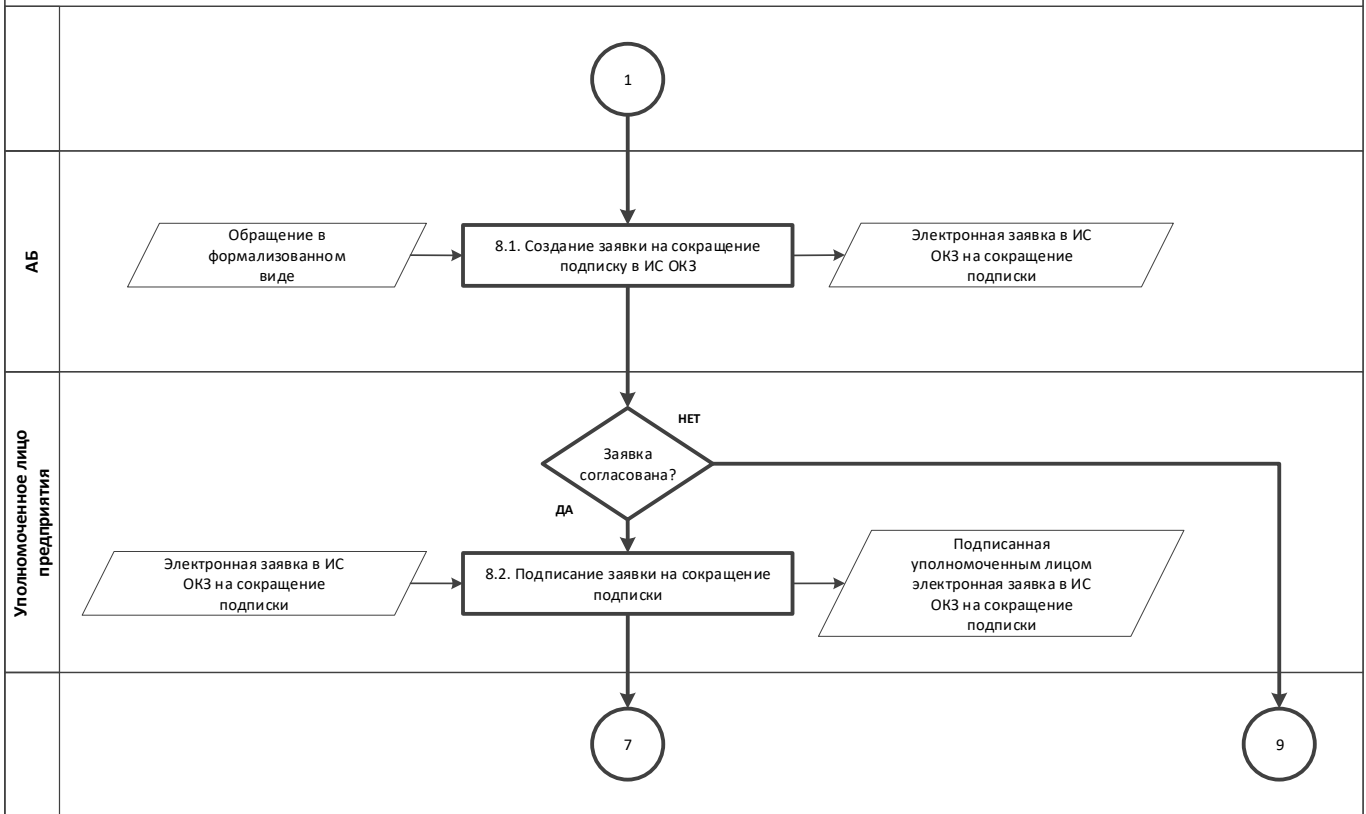 1
АБ
Обращение в
формализованном
виде
8.1. Создание заявки на сокращение
подписку в ИС ОКЗ
Электронная заявка в ИС
ОКЗ на сокращение
подписки
Уполномоченное лицо
предприятия
НЕТ
Заявка
согласована?
ДА
Электронная заявка в ИС
ОКЗ на сокращение
подписки
8.2. Подписание заявки на сокращение
подписки
Подписанная
уполномоченным лицом
электронная заявка в ИС
ОКЗ на сокращение
подписки
7
9